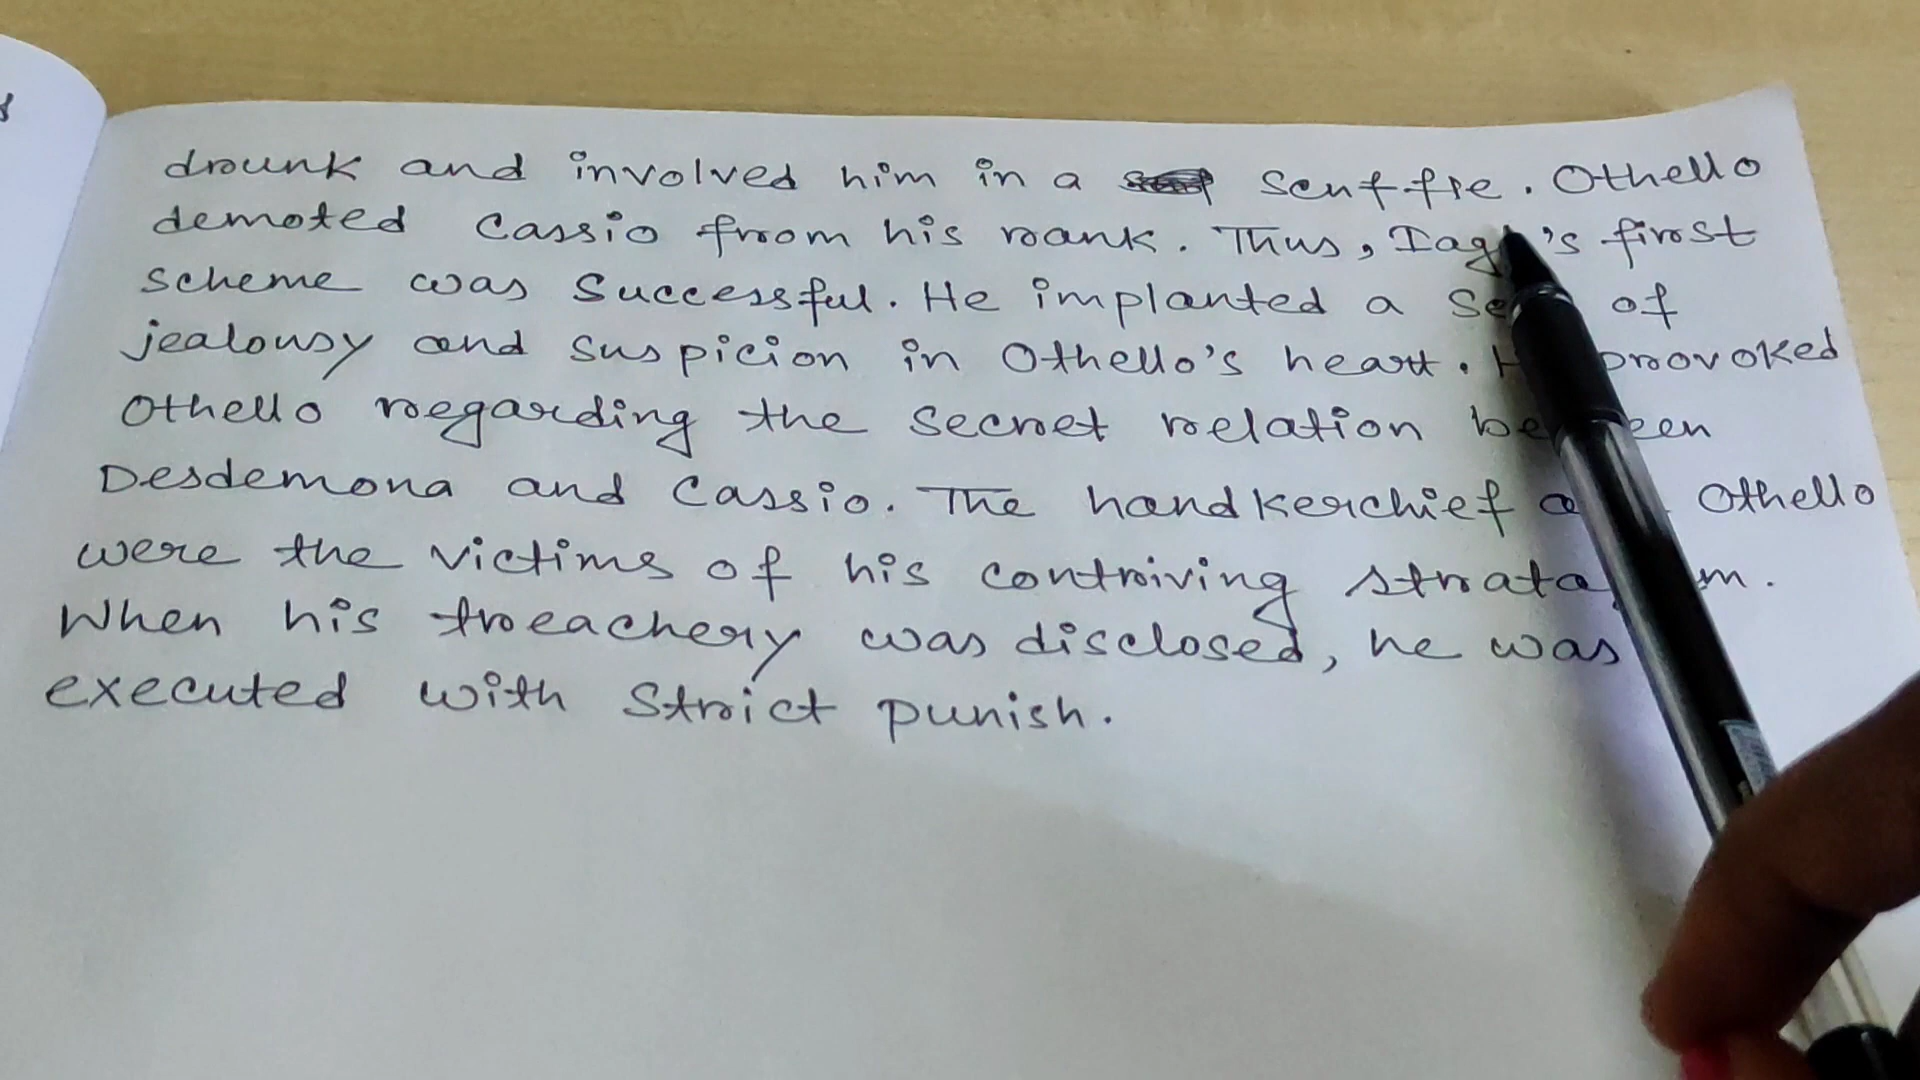 drunk and involved him in a scuffle. Othello
demoted Cassio from his rank. Thus, Iago's first
scheme was successful. He implanted a of
jealousy and suspicion in Othello's heart. provoked
Othello regarding the secret relation between
Desdemona and Cassio. The handkerchief Othello
were the victims of his contriving stratagem.
When his treachery was disclosed, he was
executed with strict punish.